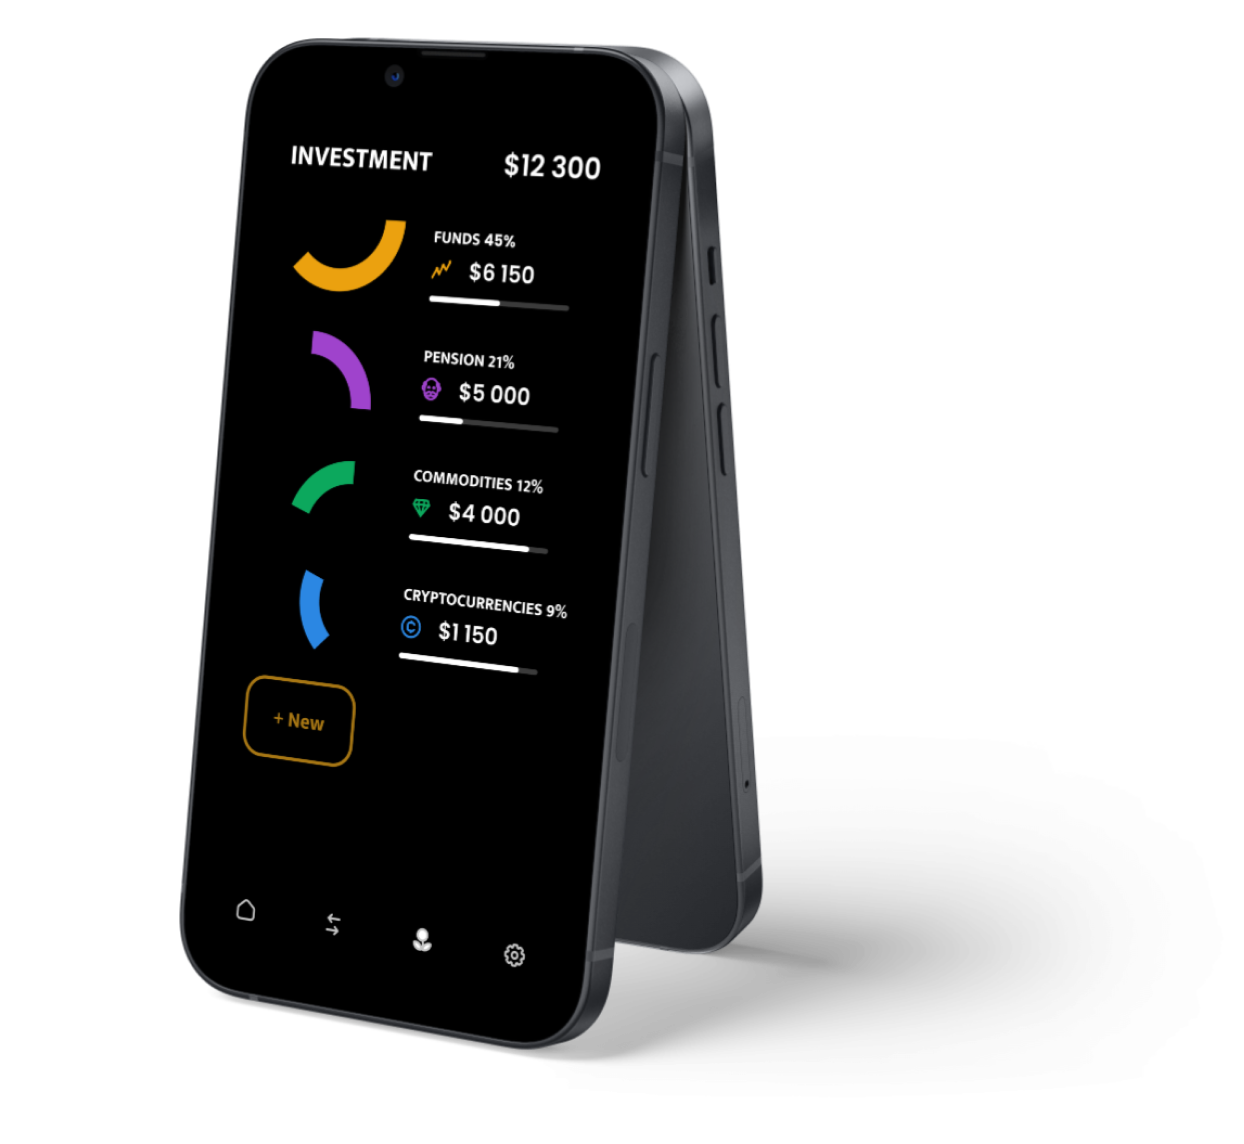 INVESTMENT $12 300
FUNDS 45%
$6 150
PENSION 21%
$5 000
COMMODITIES 12%
$4 000
CRYPTOCURRENCIES 9%
$1 150
+ New